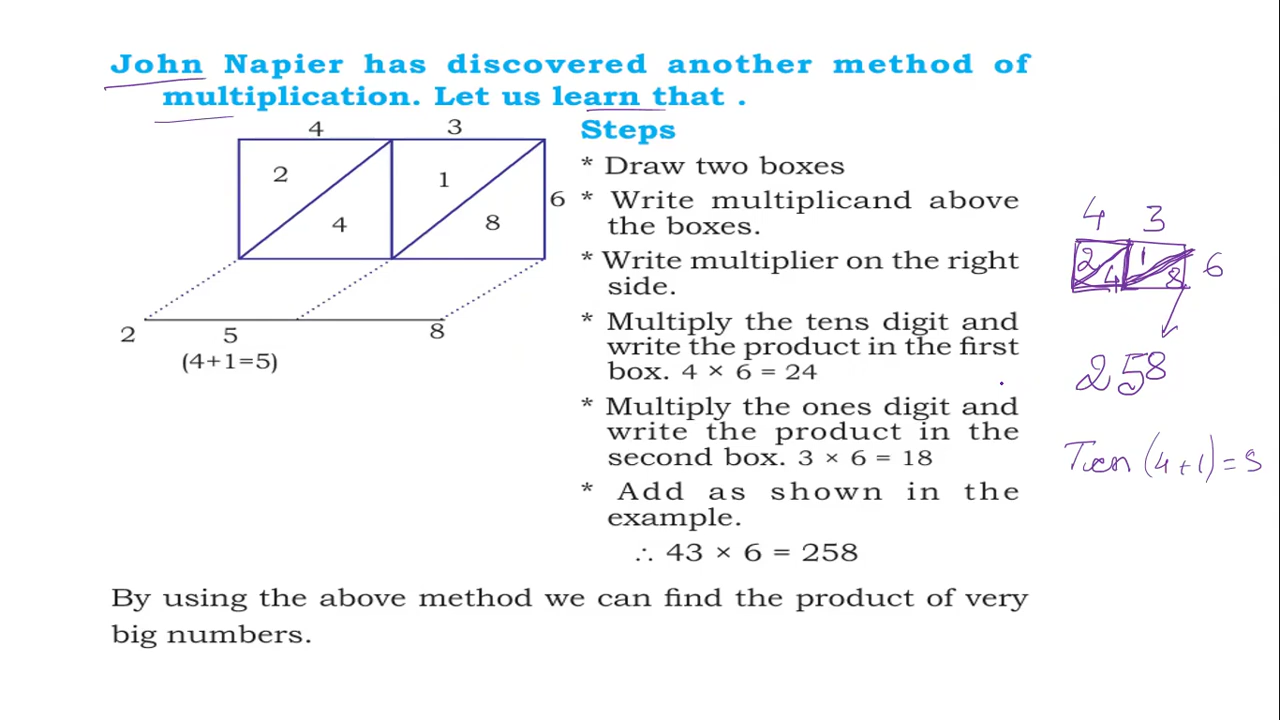 John Napier has discovered another method of
multiplication. Let us learn that .
4 3
2 1
4 8
6
2 5 8
(4+1=5)
Steps
* Draw two boxes
* Write multiplicand above
the boxes.
* Write multiplier on the right
side.
* Multiply the tens digit and
write the product in the first
box. 4 × 6 = 24
* Multiply the ones digit and
write the product in the
second box. 3 × 6 = 18
* Add as shown in the
example.
∴ 43 × 6 = 258
By using the above method we can find the product of very
big numbers.
4 3
2 1
4 8
6
258
(4+1)=5